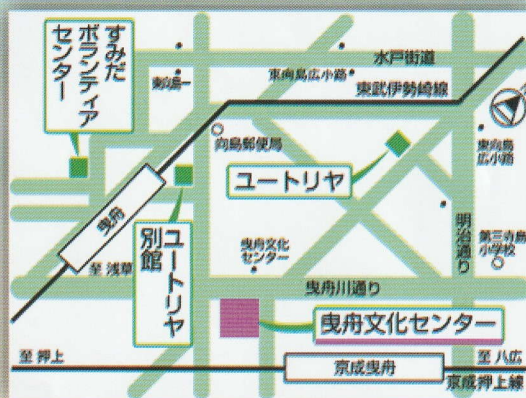 すみだ
ボランティア
センター
東向島一
東向島広小路
水戸街道
東武伊勢崎線
向島郵便局
ユートリヤ
東向島
広小路
曳舟
ユートリヤ
別館
至 浅草
曳舟文化
センター
明治通り
第三寺島
小学校
曳舟川通り
曳舟文化センター
至 押上
京成曳舟
至 八広
京成押上線